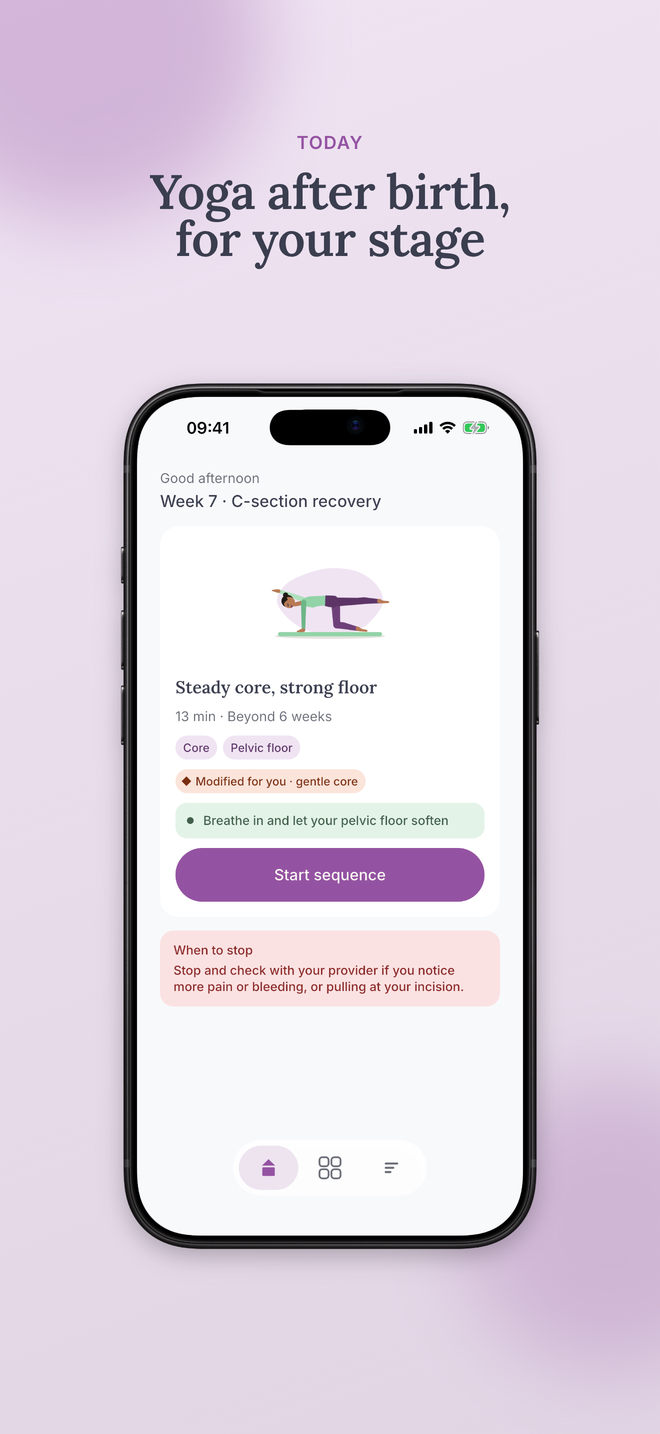 TODAY
Yoga after birth,
for your stage
09:41
Good afternoon
Week 7 · C-section recovery
Steady core, strong floor
13 min · Beyond 6 weeks
Core Pelvic floor
Modified for you · gentle core
Breathe in and let your pelvic floor soften
Start sequence
When to stop
Stop and check with your provider if you notice
more pain or bleeding, or pulling at your incision.